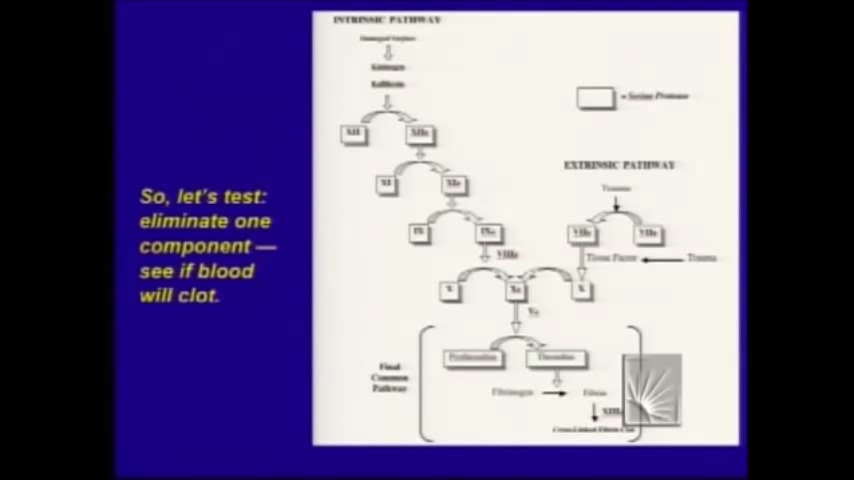 INTRINSIC PATHWAY
Damaged Surface
Kininogen
Kallikrein
= Serine Protease
XII
XIIa
EXTRINSIC PATHWAY
Trauma
XI
XIa
So, let's test:
eliminate one
component —
see if blood
will clot.
IX
IXa
VIIa
VIIIa
Tissue Factor
Trauma
X
Xa
X
Va
Prothrombin
Thrombin
Final
Common
Pathway
Fibrinogen
Fibrin
Cross-Linked Fibrin Clot